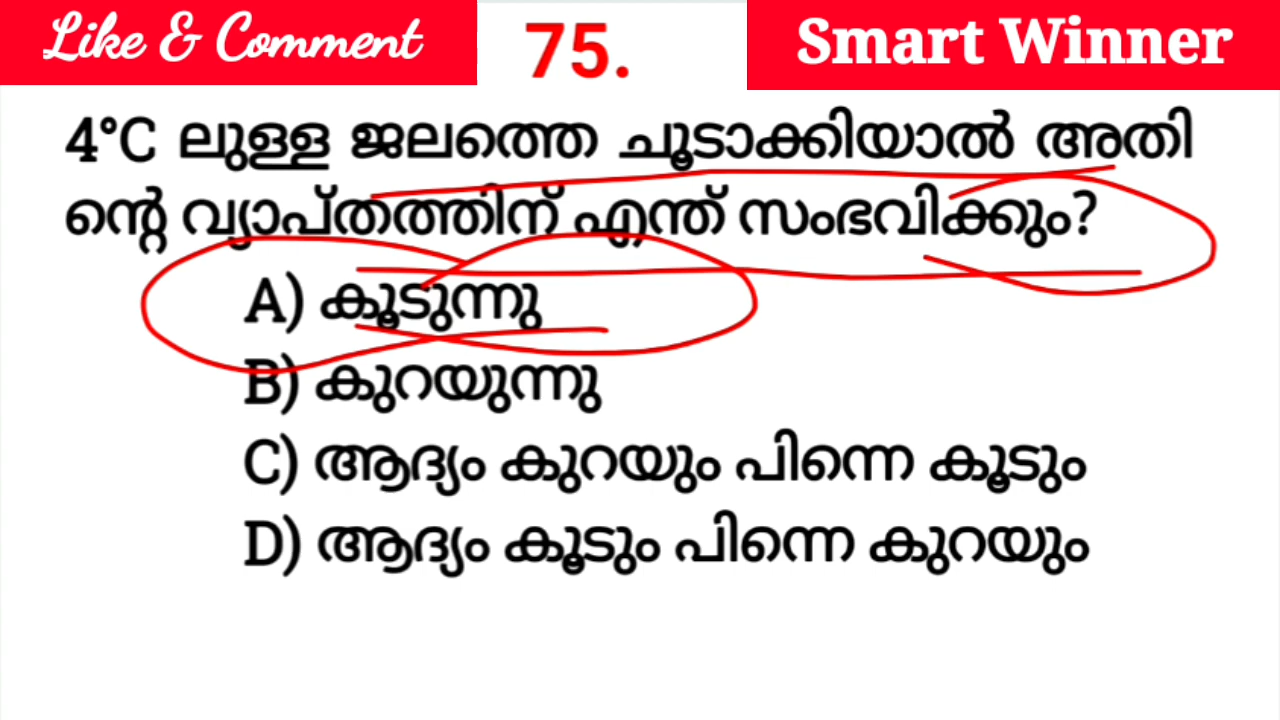 Like & Comment
75.
Smart Winner
4°C ലുള്ള ജലത്തെ ചൂടാക്കിയാൽ അതി
ന്റെ വ്യാപ്തത്തിന് എന്ത് സംഭവിക്കും?
A) കൂടുന്നു
B) കുറയുന്നു
C) ആദ്യം കുറയും പിന്നെ കൂടും
D) ആദ്യം കൂടും പിന്നെ കുറയും